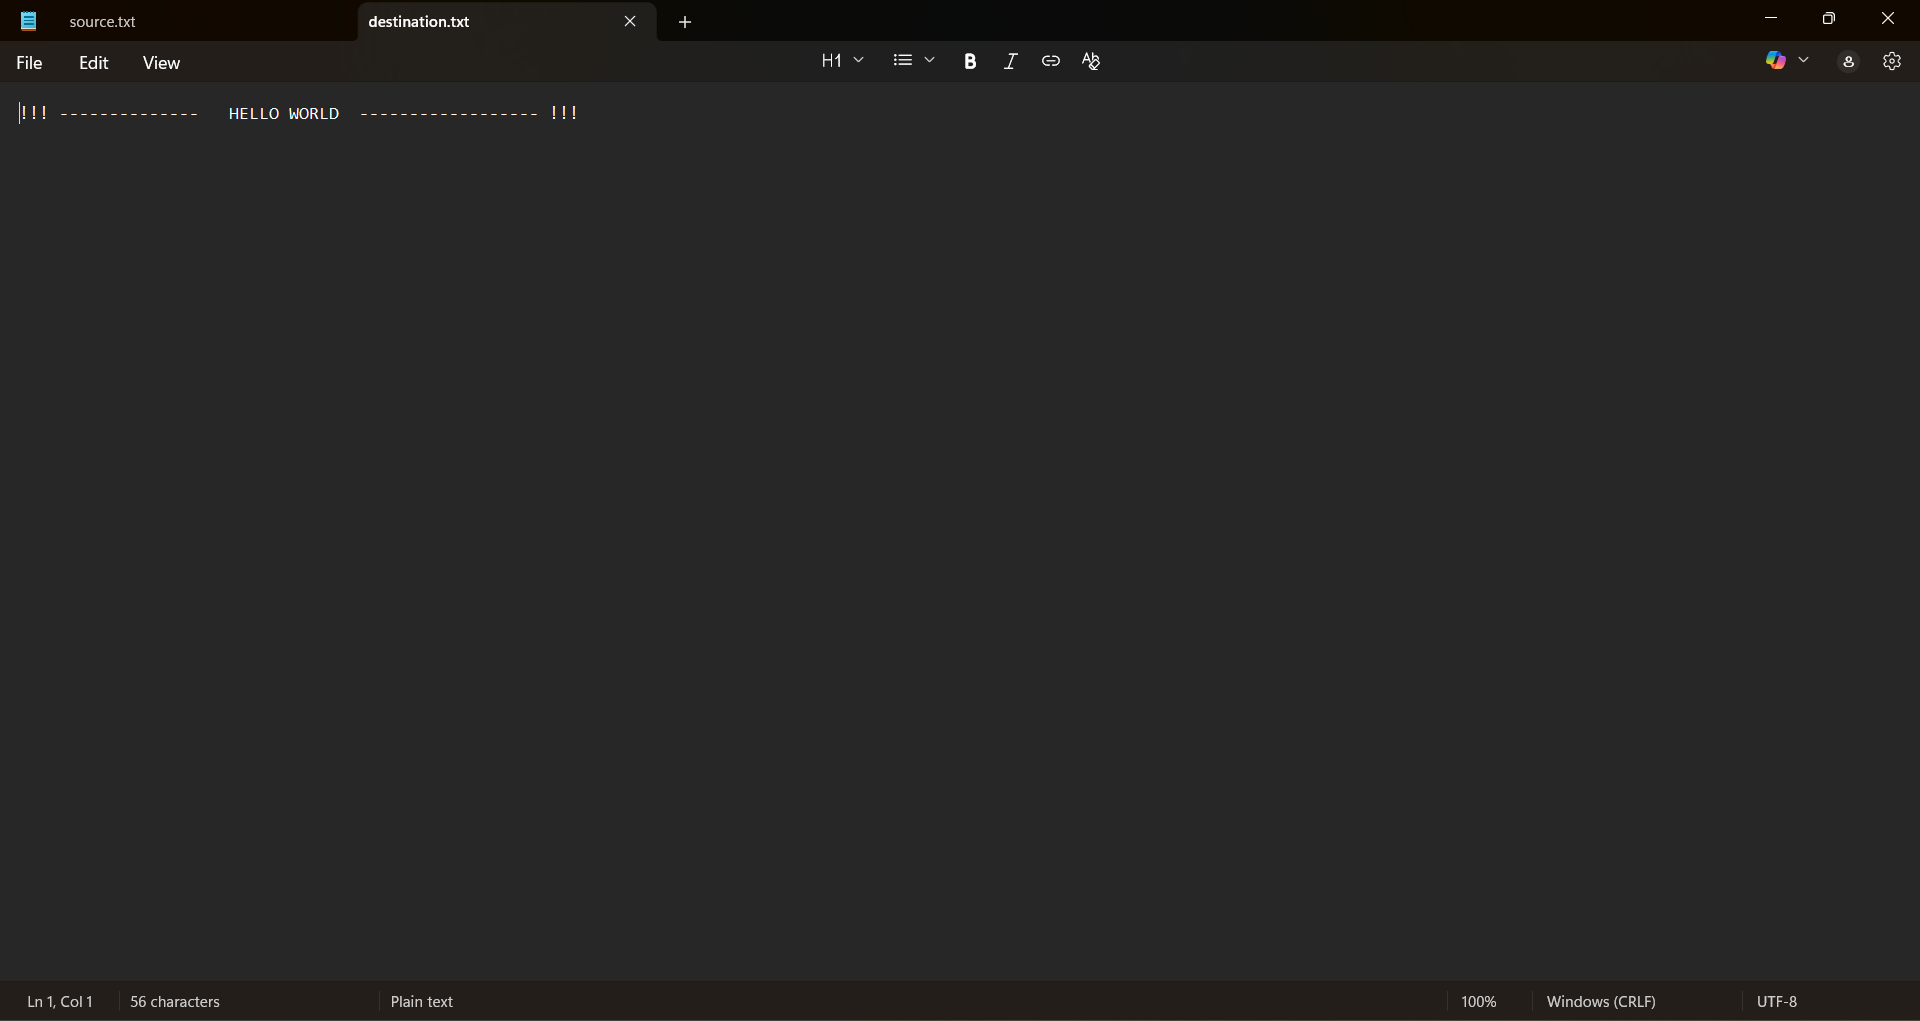 source.txt
destination.txt
File Edit View H1 B I
!!! --------------   HELLO WORLD  ------------------ !!!
Ln 1, Col 1 56 characters Plain text 100% Windows (CRLF) UTF-8